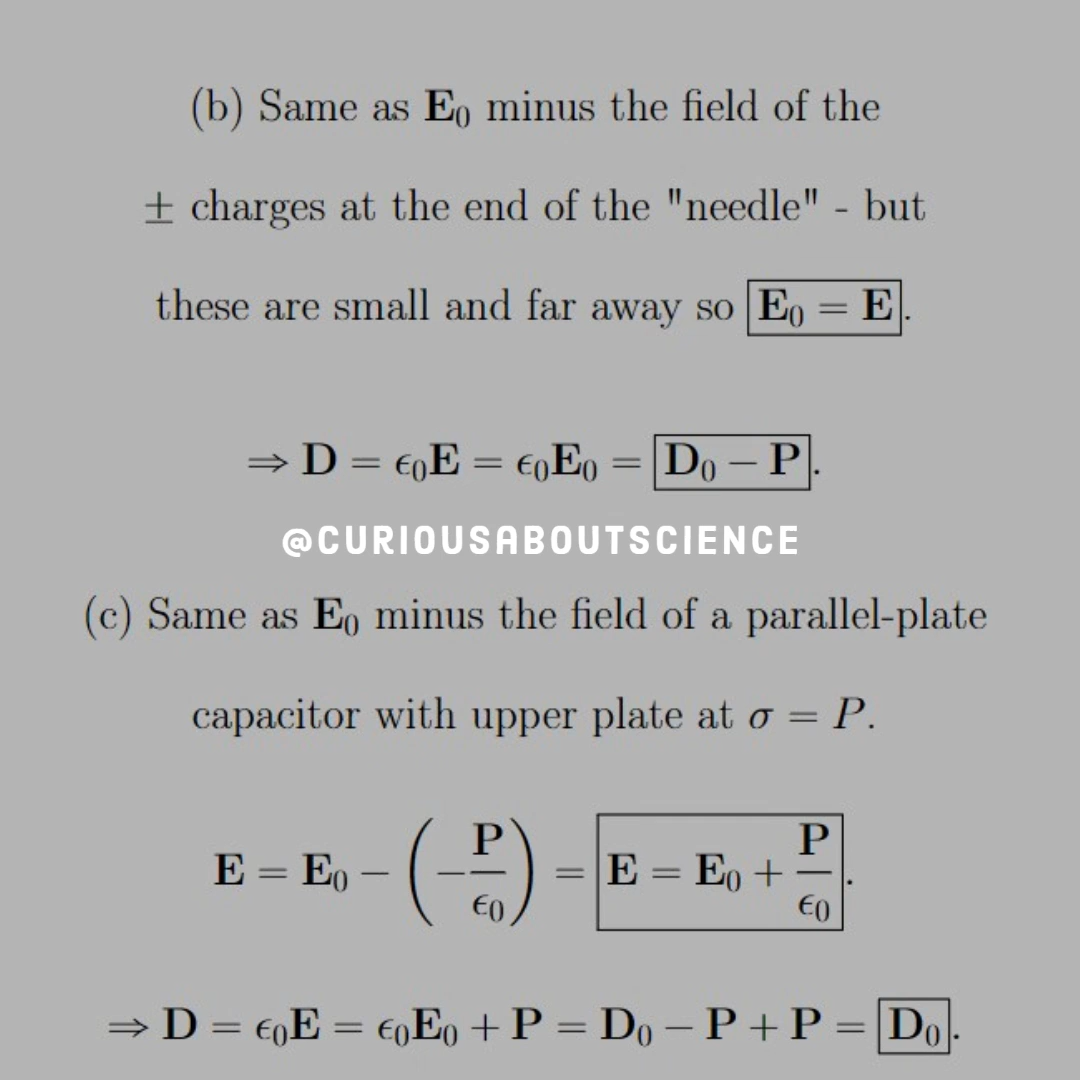 (b) Same as E₀ minus the field of the
± charges at the end of the "needle" - but
these are small and far away so E₀ = E.
⇒ D = ϵ₀E = ϵ₀E₀ = D₀ − P.
@CURIOUSABOUTSCIENCE
(c) Same as E₀ minus the field of a parallel-plate
capacitor with upper plate at σ = P.
E = E₀ − (−P/ϵ₀) = E = E₀ + P/ϵ₀.
⇒ D = ϵ₀E = ϵ₀E₀ + P = D₀ − P + P = D₀.